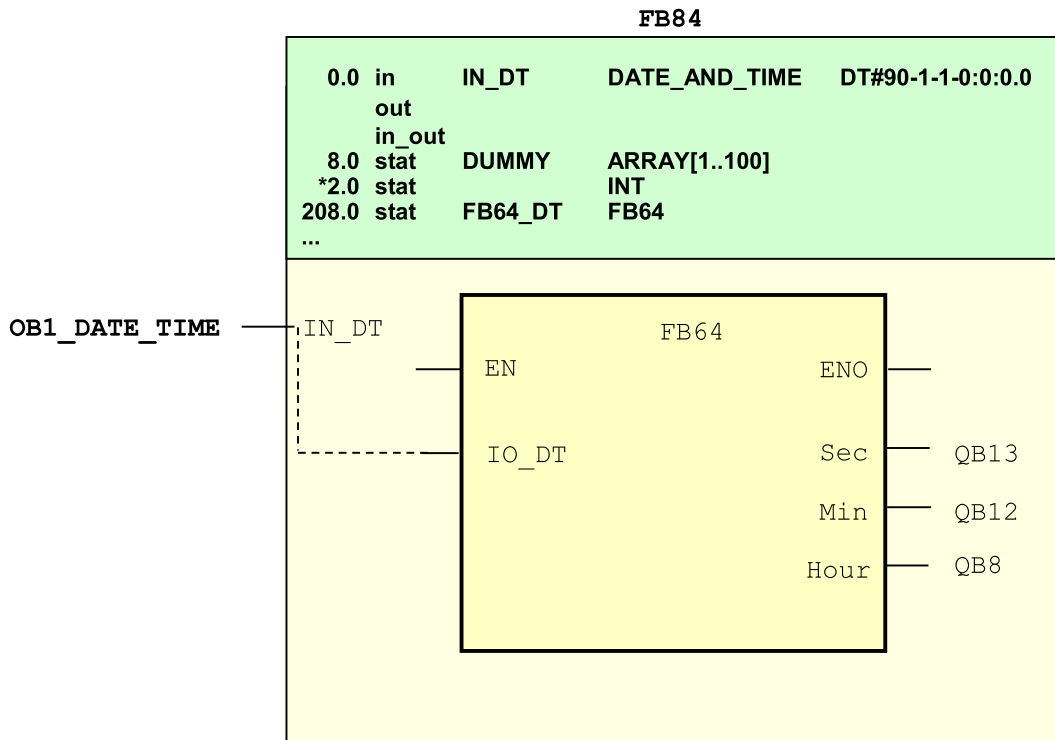 FB84
0.0 in IN_DT DATE_AND_TIME DT#90-1-1-0:0:0.0
out
in_out
8.0 stat DUMMY ARRAY[1..100]
*2.0 stat INT
208.0 stat FB64_DT FB64
...
OB1_DATE_TIME IN_DT FB64
EN ENO
IO_DT Sec QB13
Min QB12
Hour QB8